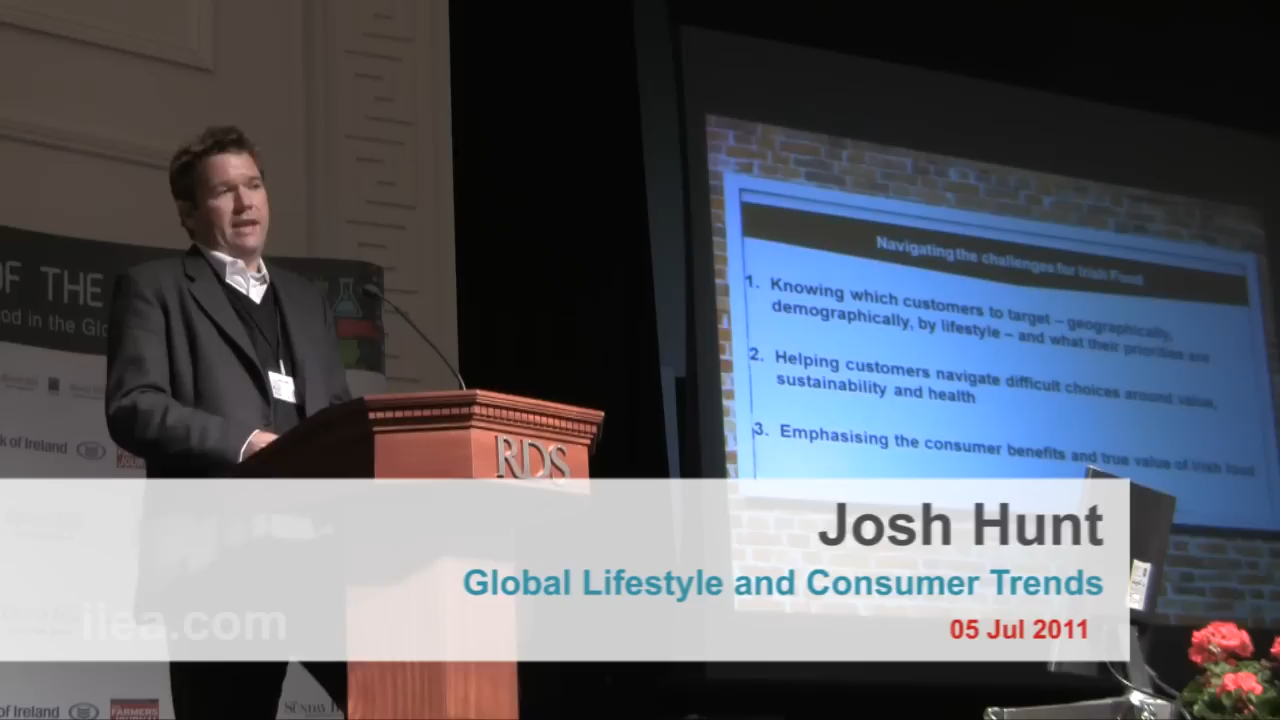 OF THE
od in the Glo
k of Ireland
RDS
Navigating the challenges for Irish Food
1. Knowing which customers to target – geographically,
demographically, by lifestyle – and what their priorities are
2. Helping customers navigate difficult choices around value,
sustainability and health
3. Emphasising the consumer benefits and true value of Irish food
Josh Hunt
Global Lifestyle and Consumer Trends
05 Jul 2011
iiea.com
of Ireland
FARMERS
JOURNAL
SUNDAY